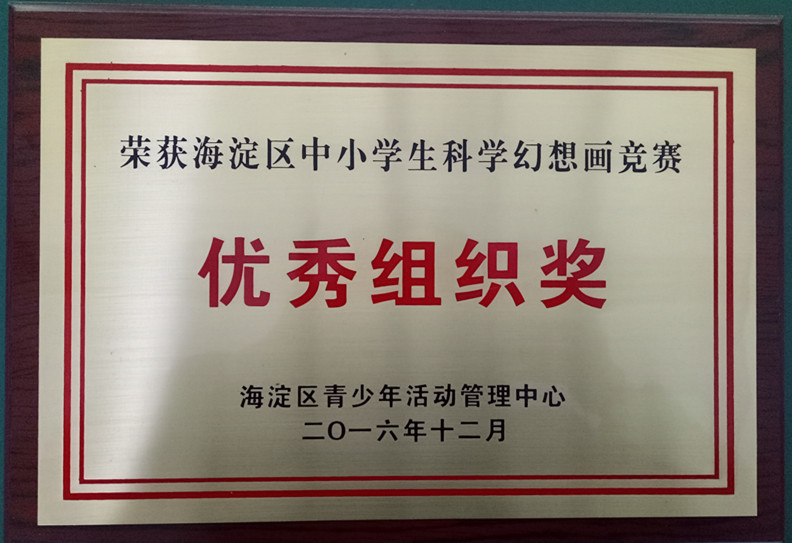 荣获海淀区中小学生科学幻想画竞赛
优秀组织奖
海淀区青少年活动管理中心
二〇一六年十二月